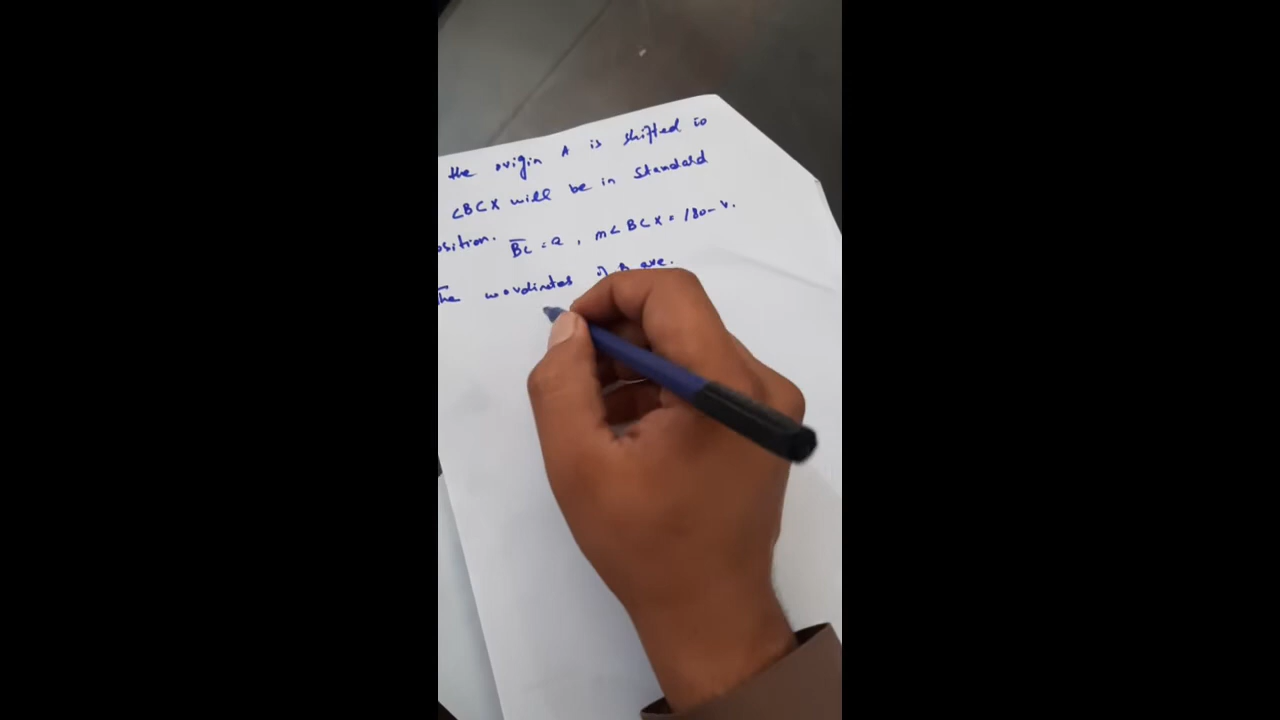 the origin A is shifted to
∠BCX will be in standard
osition. BC = a, m∠BCX = 180-γ.
The coordinates of B are.